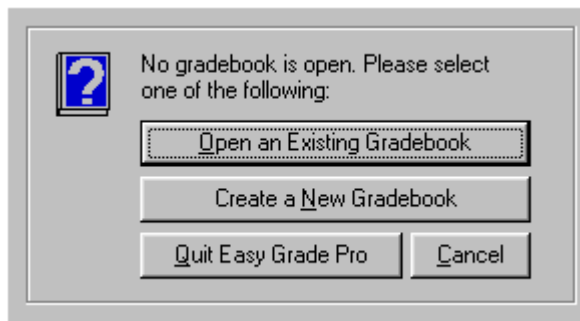 No gradebook is open. Please select
one of the following:
Open an Existing Gradebook
Create a New Gradebook
Quit Easy Grade Pro
Cancel